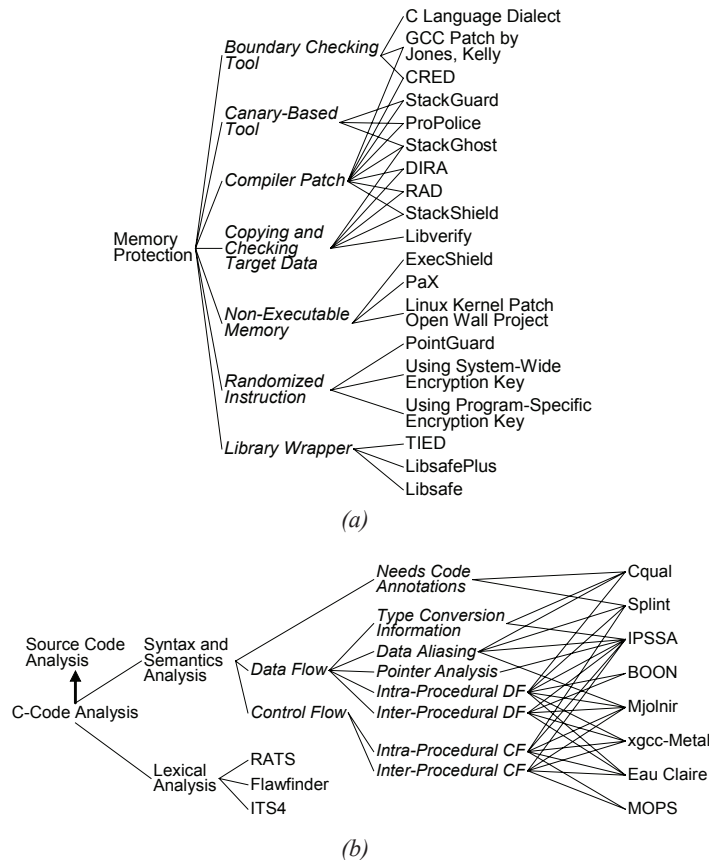 C Language Dialect
GCC Patch by
Jones, Kelly
Boundary Checking
Tool
CRED
StackGuard
Canary-Based
Tool
ProPolice
StackGhost
Compiler Patch
DIRA
RAD
StackShield
Copying and
Checking
Target Data
Memory
Protection
Libverify
ExecShield
PaX
Non-Executable
Memory
Linux Kernel Patch
Open Wall Project
PointGuard
Using System-Wide
Encryption Key
Randomized
Instruction
Using Program-Specific
Encryption Key
Library Wrapper
TIED
LibsafePlus
Libsafe
(a)
Needs Code
Annotations
Cqual
Splint
Type Conversion
Information
Source Code
Analysis
Syntax and
Semantics
Analysis
Data Flow
Data Aliasing
IPSSA
Pointer Analysis
BOON
Intra-Procedural DF
Inter-Procedural DF
Mjolnir
C-Code Analysis
Control Flow
xgcc-Metal
Intra-Procedural CF
Inter-Procedural CF
Eau Claire
MOPS
Lexical
Analysis
RATS
Flawfinder
ITS4
(b)